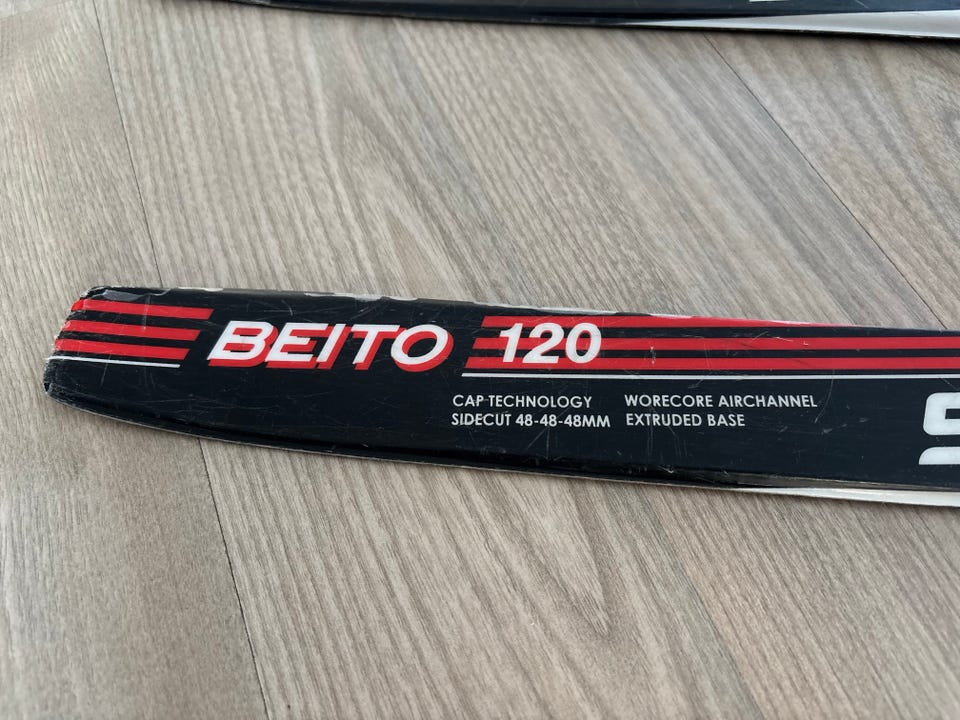 BEITO 120
CAP TECHNOLOGY WORECORE AIRCHANNEL
SIDECUT 48-48-48MM EXTRUDED BASE
S